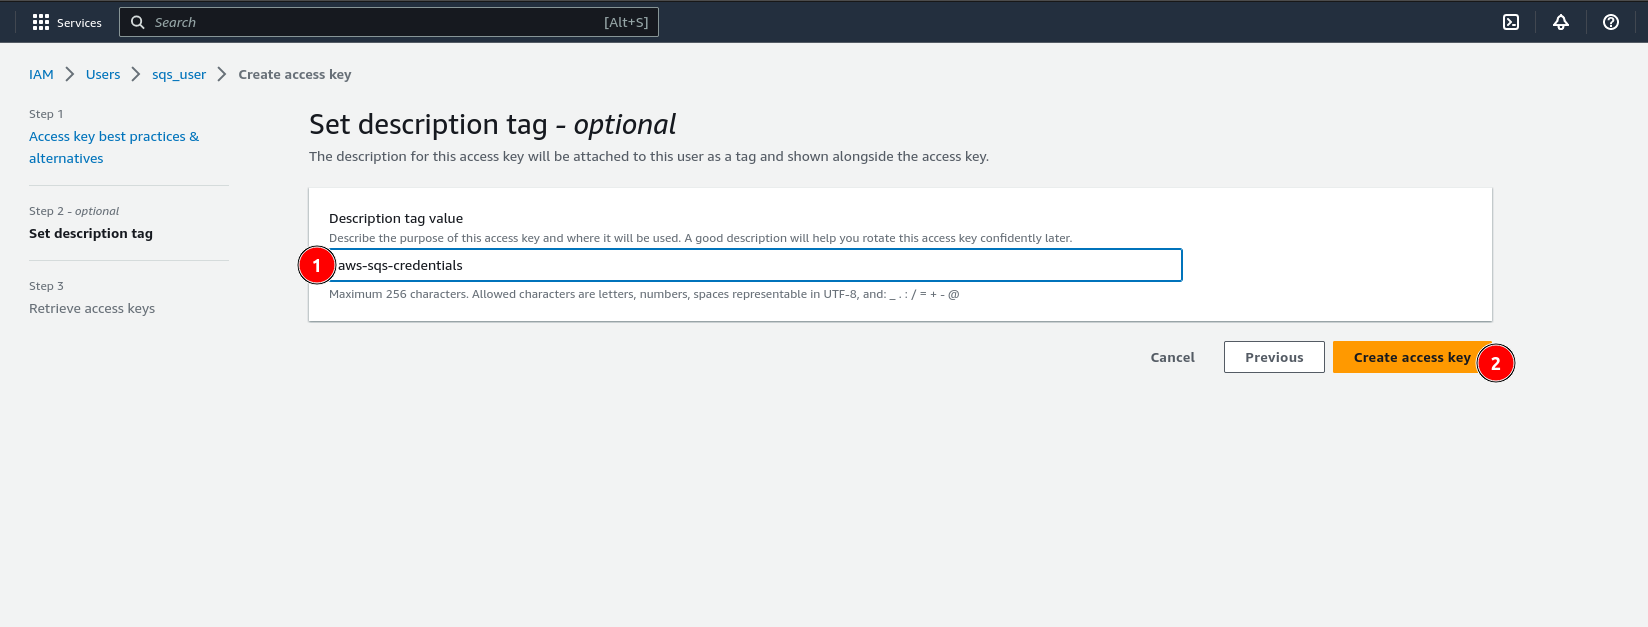 Services
Search
[Alt+S]
IAM > Users > sqs_user > Create access key
Step 1
Access key best practices &
alternatives
Step 2 - optional
Set description tag
Step 3
Retrieve access keys
Set description tag - optional
The description for this access key will be attached to this user as a tag and shown alongside the access key.
Description tag value
Describe the purpose of this access key and where it will be used. A good description will help you rotate this access key confidently later.
1
aws-sqs-credentials
Maximum 256 characters. Allowed characters are letters, numbers, spaces representable in UTF-8, and: _ . : / = + - @
Cancel
Previous
Create access key
2